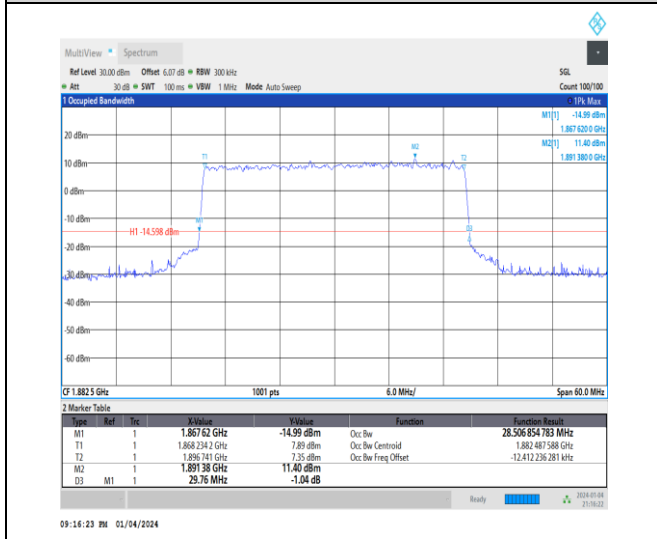 MultiView Spectrum
Ref Level 30.00 dBm Offset 6.07 dB RBW 300 kHz SGL
Att 30 dB SWT 100 ms VBW 1 MHz Mode Auto Sweep Count 100/100
1 Occupied Bandwidth 1Pk Max
M1[1] -14.99 dBm
1.867 620 0 GHz
M2[1] 11.40 dBm
1.891 380 0 GHz
20 dBm
M2
T1 T2
10 dBm
0 dBm
-10 dBm
M1
H1 -14.598 dBm
D3
-20 dBm
-30 dBm
-40 dBm
-50 dBm
-60 dBm
CF 1.882 5 GHz 1001 pts 6.0 MHz/ Span 60.0 MHz
2 Marker Table
Type Ref Trc X-Value Y-Value Function Function Result
M1 1 1.867 62 GHz -14.99 dBm Occ Bw 28.506 854 783 MHz
T1 1 1.868 234 2 GHz 7.89 dBm Occ Bw Centroid 1.882 487 588 GHz
T2 1 1.896 741 GHz 7.35 dBm Occ Bw Freq Offset -12.412 236 281 kHz
M2 1 1.891 38 GHz 11.40 dBm
D3 M1 1 29.76 MHz -1.04 dB
Ready 2024-01-04
21:16:22
09:16:23 PM 01/04/2024